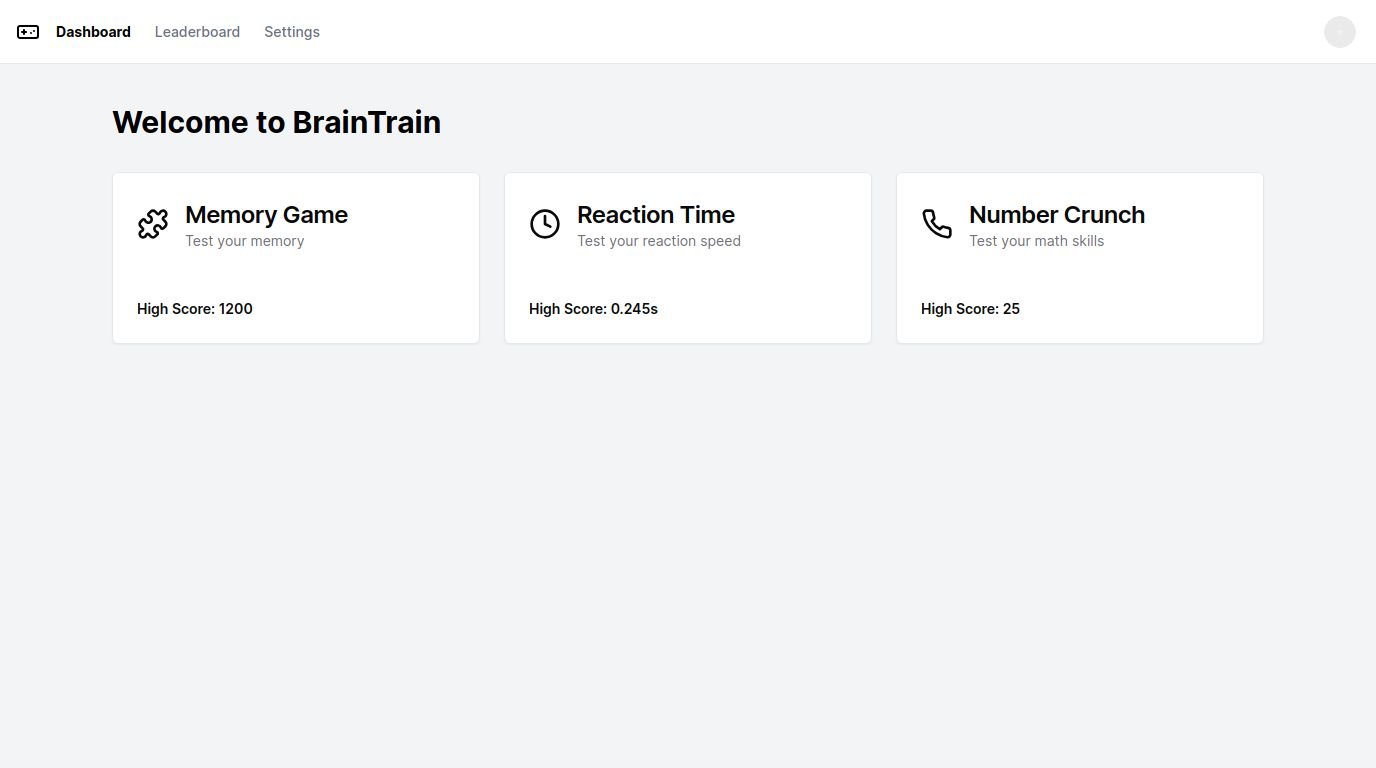 Dashboard Leaderboard Settings
Welcome to BrainTrain
Memory Game
Test your memory
High Score: 1200
Reaction Time
Test your reaction speed
High Score: 0.245s
Number Crunch
Test your math skills
High Score: 25